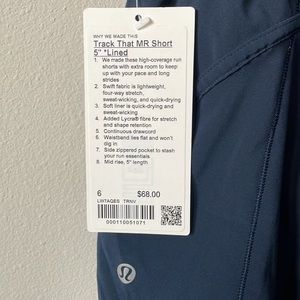 WHY WE MADE THIS
Track That MR Short
5" *Lined
1. We made these high-coverage run
shorts with extra room to keep
up with your pace and long
strides
2. Swift fabric is lightweight,
four-way stretch,
sweat-wicking, and quick-drying
3. Soft liner is quick-drying and
sweat-wicking
4. Added Lycra® fibre for stretch
and shape retention
5. Continuous drawcord
6. Waistband lies flat and won't
dig in
7. Side zippered pocket to stash
your run essentials
8. Mid rise, 5" length
6 $68.00
LW7AQES TRNV
000110051071